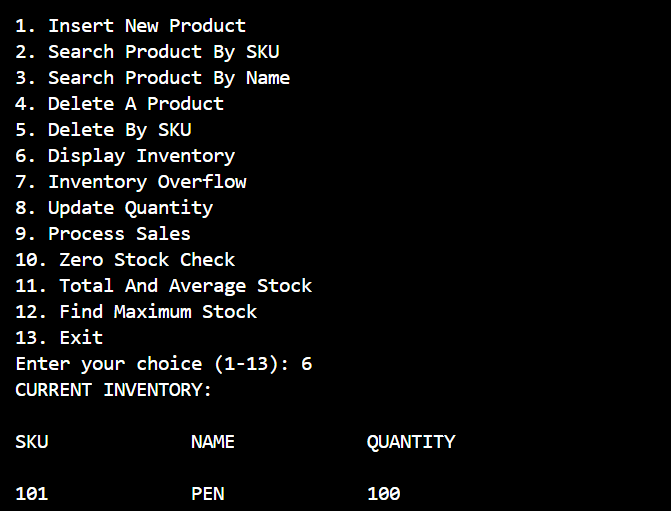 1. Insert New Product
2. Search Product By SKU
3. Search Product By Name
4. Delete A Product
5. Delete By SKU
6. Display Inventory
7. Inventory Overflow
8. Update Quantity
9. Process Sales
10. Zero Stock Check
11. Total And Average Stock
12. Find Maximum Stock
13. Exit
Enter your choice (1-13): 6
CURRENT INVENTORY:
SKU NAME QUANTITY
101 PEN 100